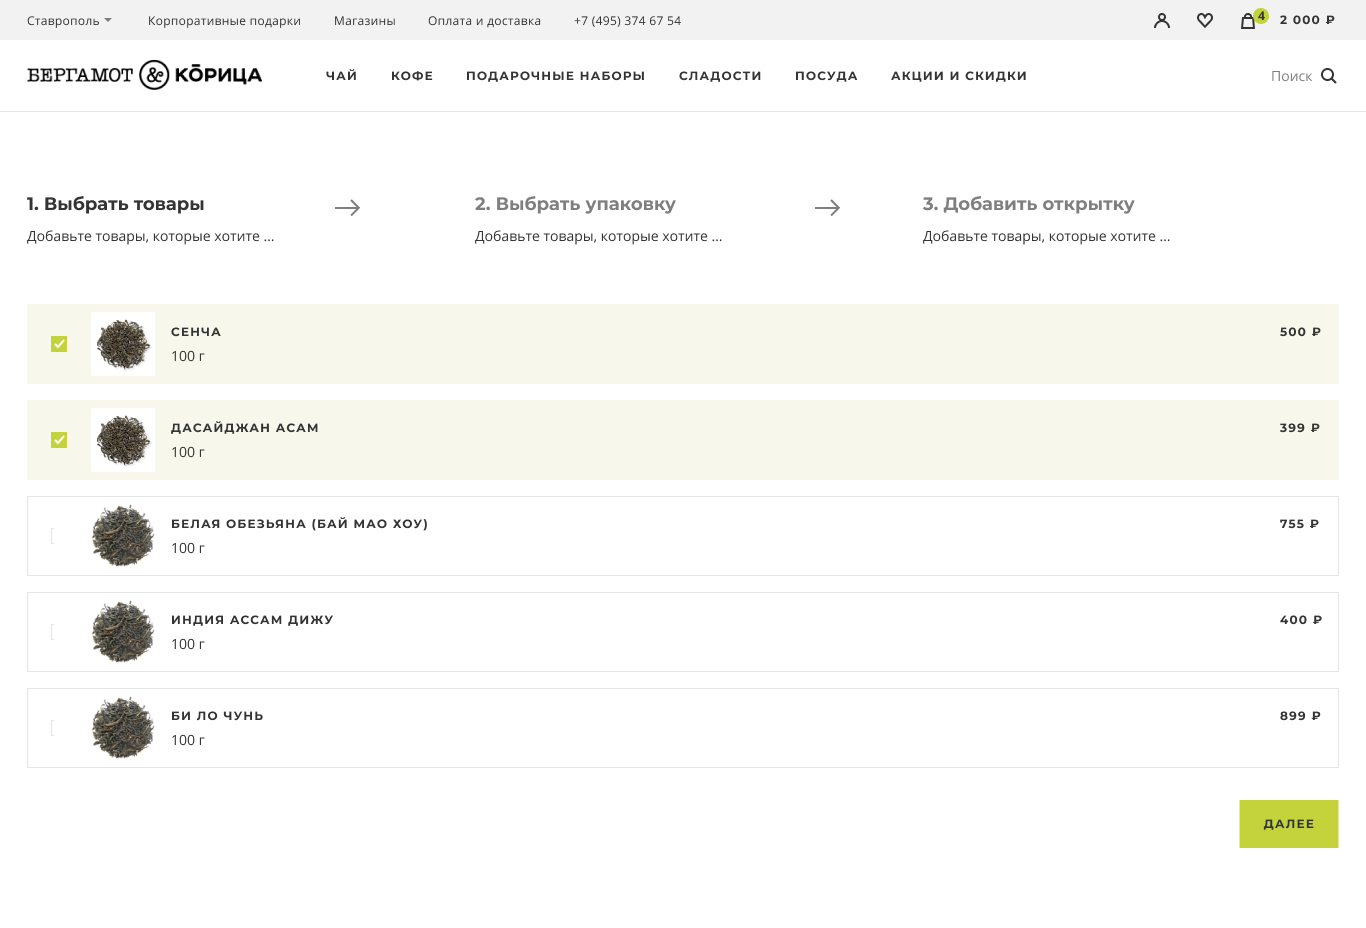 Ставрополь
Корпоративные подарки
Магазины
Оплата и доставка
+7 (495) 374 67 54
4
2 000 ₽
БЕРГАМОТ & КОРИЦА
ЧАЙ
КОФЕ
ПОДАРОЧНЫЕ НАБОРЫ
СЛАДОСТИ
ПОСУДА
АКЦИИ И СКИДКИ
Поиск
1. Выбрать товары
Добавьте товары, которые хотите ...
2. Выбрать упаковку
Добавьте товары, которые хотите ...
3. Добавить открытку
Добавьте товары, которые хотите ...
СЕНЧА
500 ₽
100 г
ДАСАЙДЖАН АСАМ
399 ₽
100 г
БЕЛАЯ ОБЕЗЬЯНА (БАЙ МАО ХОУ)
755 ₽
100 г
ИНДИЯ АССАМ ДИЖУ
400 ₽
100 г
БИ ЛО ЧУНЬ
899 ₽
100 г
ДАЛЕЕ